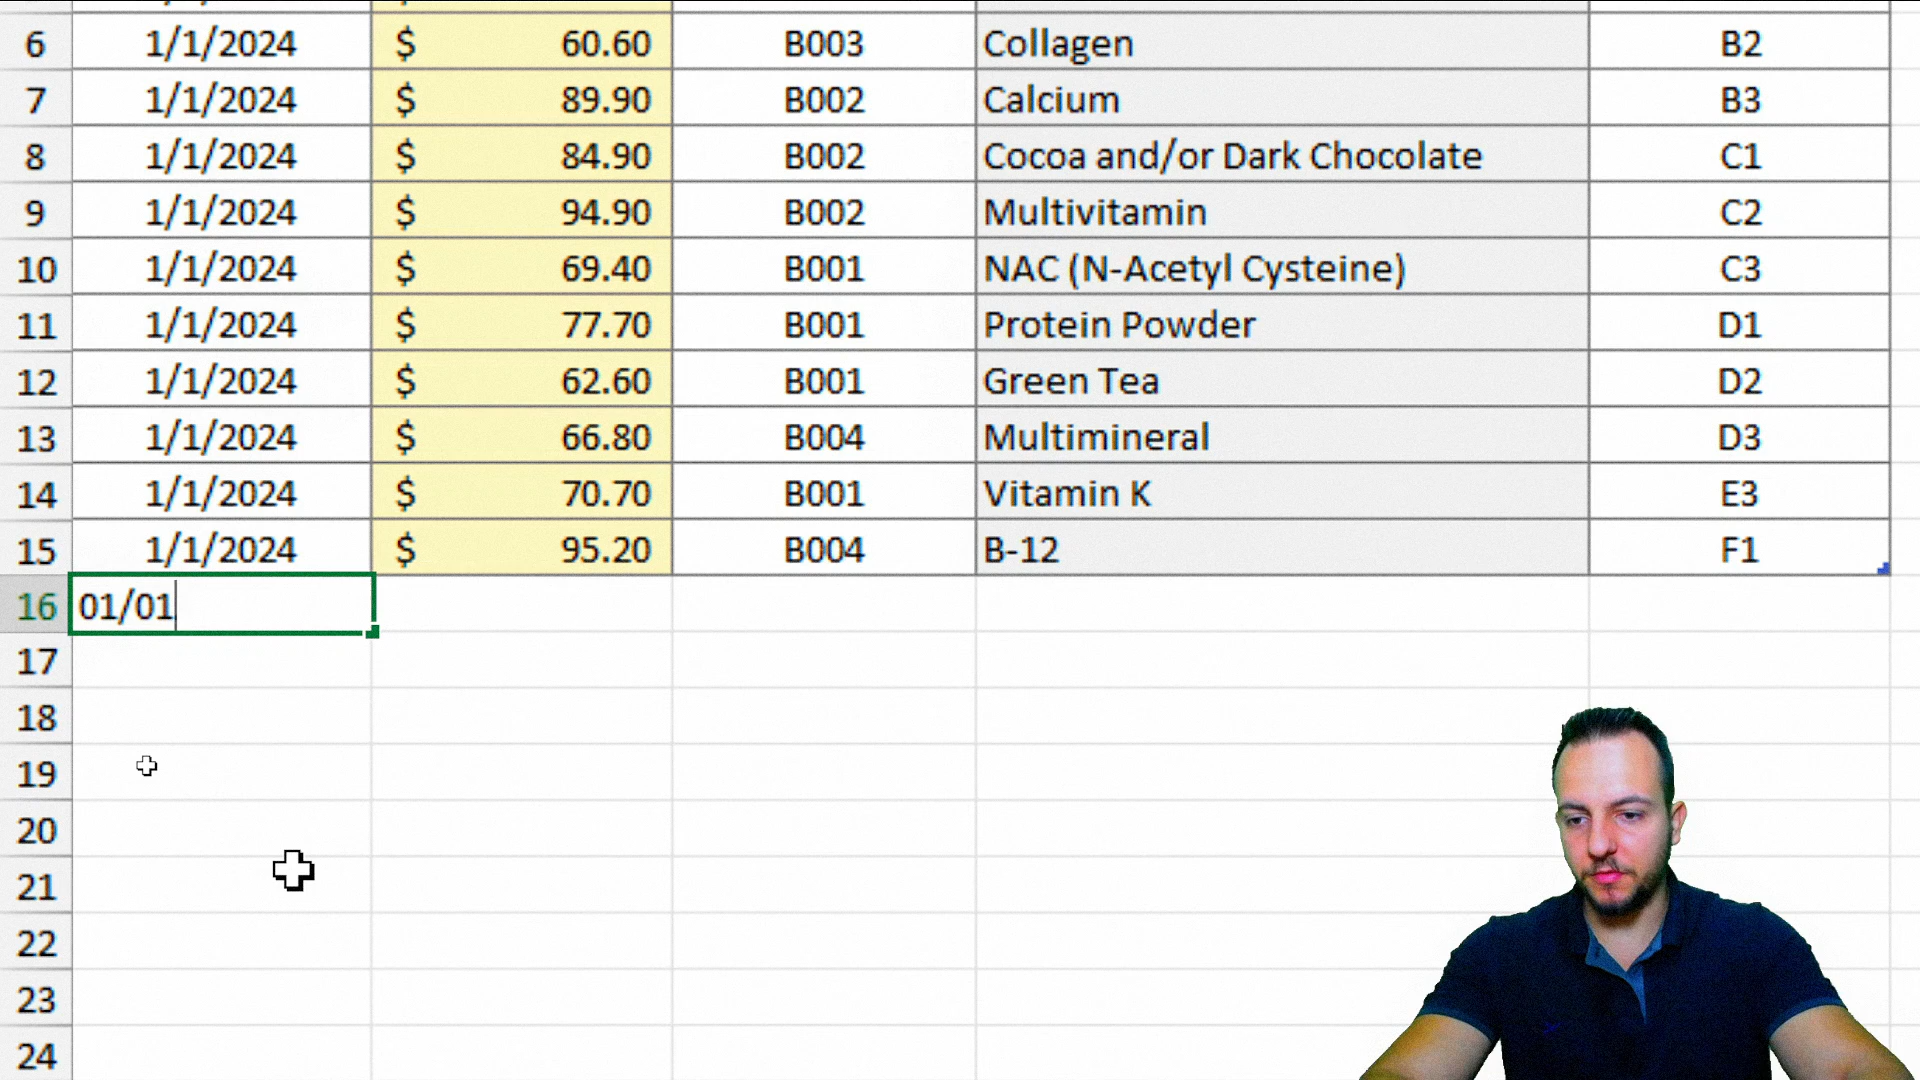 6 1/1/2024 $ 60.60 B003 Collagen B2
7 1/1/2024 $ 89.90 B002 Calcium B3
8 1/1/2024 $ 84.90 B002 Cocoa and/or Dark Chocolate C1
9 1/1/2024 $ 94.90 B002 Multivitamin C2
10 1/1/2024 $ 69.40 B001 NAC (N-Acetyl Cysteine) C3
11 1/1/2024 $ 77.70 B001 Protein Powder D1
12 1/1/2024 $ 62.60 B001 Green Tea D2
13 1/1/2024 $ 66.80 B004 Multimineral D3
14 1/1/2024 $ 70.70 B001 Vitamin K E3
15 1/1/2024 $ 95.20 B004 B-12 F1
16 01/01
17
18
19
20
21
22
23
24